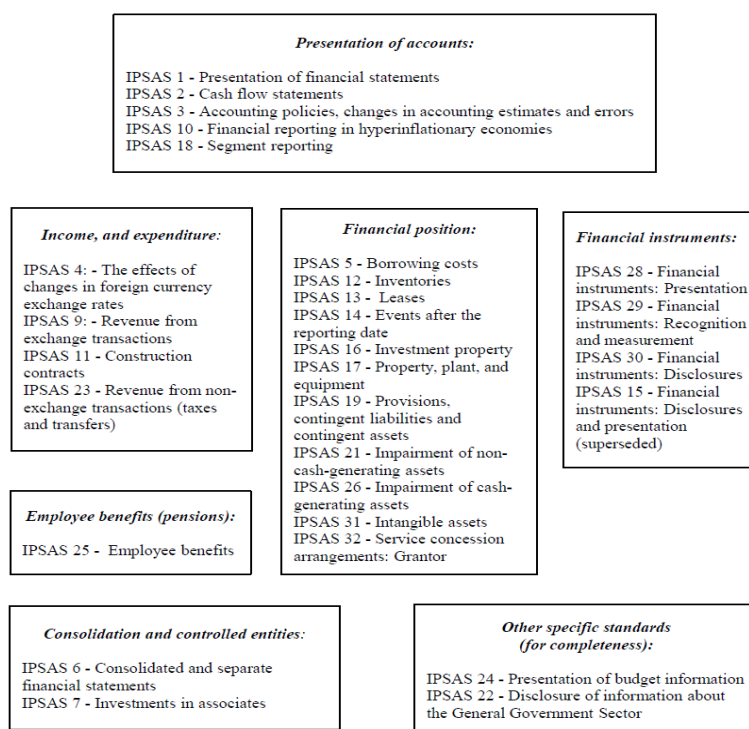 Presentation of accounts:
IPSAS 1 - Presentation of financial statements
IPSAS 2 - Cash flow statements
IPSAS 3 - Accounting policies, changes in accounting estimates and errors
IPSAS 10 - Financial reporting in hyperinflationary economies
IPSAS 18 - Segment reporting
Income, and expenditure:
IPSAS 4: - The effects of
changes in foreign currency
exchange rates
IPSAS 9: - Revenue from
exchange transactions
IPSAS 11 - Construction
contracts
IPSAS 23 - Revenue from non-
exchange transactions (taxes
and transfers)
Financial position:
IPSAS 5 - Borrowing costs
IPSAS 12 - Inventories
IPSAS 13 - Leases
IPSAS 14 - Events after the
reporting date
IPSAS 16 - Investment property
IPSAS 17 - Property, plant, and
equipment
IPSAS 19 - Provisions,
contingent liabilities and
contingent assets
IPSAS 21 - Impairment of non-
cash-generating assets
IPSAS 26 - Impairment of cash-
generating assets
IPSAS 31 - Intangible assets
IPSAS 32 - Service concession
arrangements: Grantor
Financial instruments:
IPSAS 28 - Financial
instruments: Presentation
IPSAS 29 - Financial
instruments: Recognition
and measurement
IPSAS 30 - Financial
instruments: Disclosures
IPSAS 15 - Financial
instruments: Disclosures
and presentation
(superseded)
Employee benefits (pensions):
IPSAS 25 - Employee benefits
Consolidation and controlled entities:
IPSAS 6 - Consolidated and separate
financial statements
IPSAS 7 - Investments in associates
Other specific standards
(for completeness):
IPSAS 24 - Presentation of budget information
IPSAS 22 - Disclosure of information about
the General Government Sector